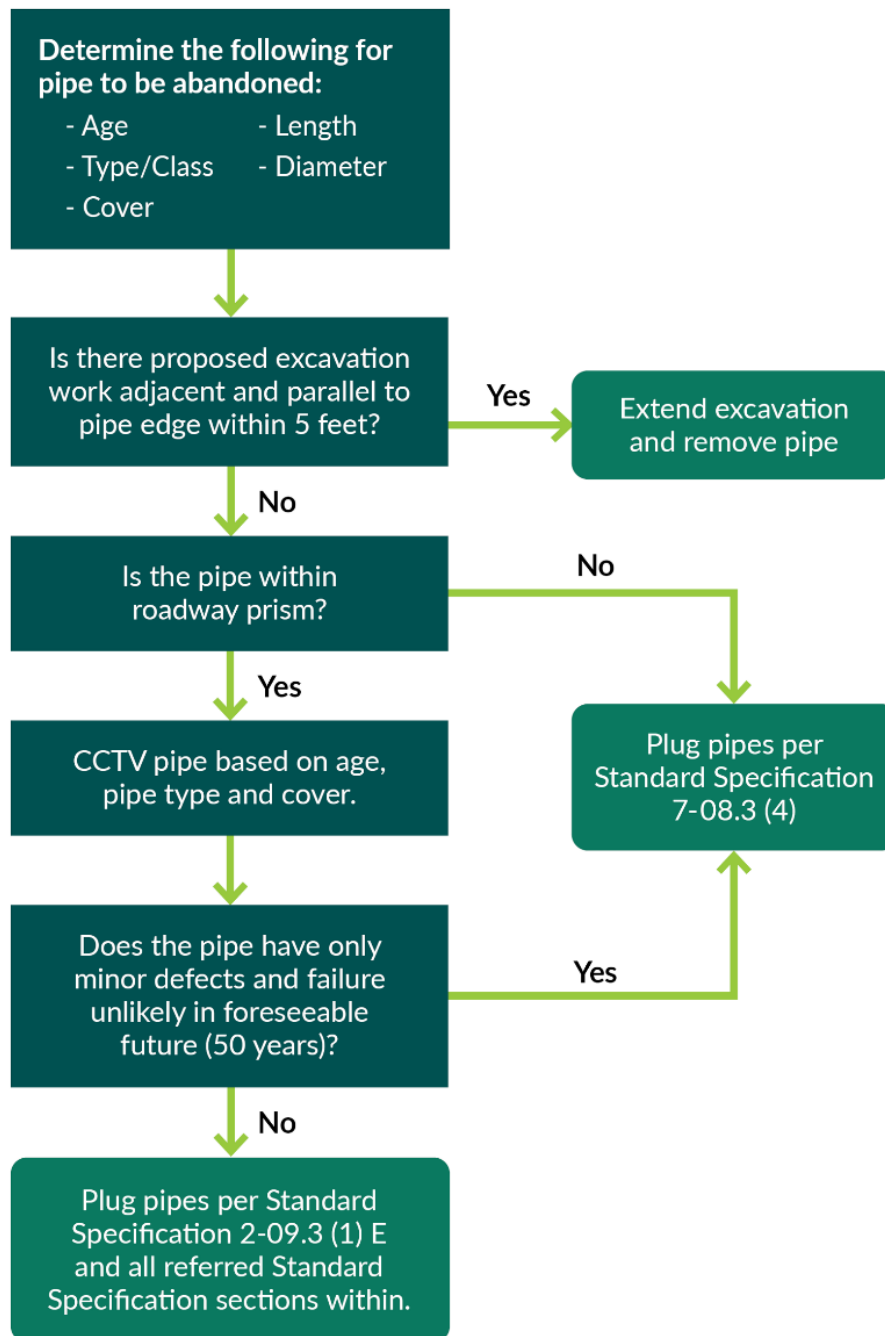 Determine the following for
pipe to be abandoned:
- Age
- Length
- Type/Class
- Diameter
- Cover
Is there proposed excavation
work adjacent and parallel to
pipe edge within 5 feet?
Yes
Extend excavation
and remove pipe
No
Is the pipe within
roadway prism?
No
Yes
Plug pipes per
Standard Specification
7-08.3 (4)
CCTV pipe based on age,
pipe type and cover.
Does the pipe have only
minor defects and failure
unlikely in foreseeable
future (50 years)?
Yes
No
Plug pipes per Standard
Specification 2-09.3 (1) E
and all referred Standard
Specification sections within.